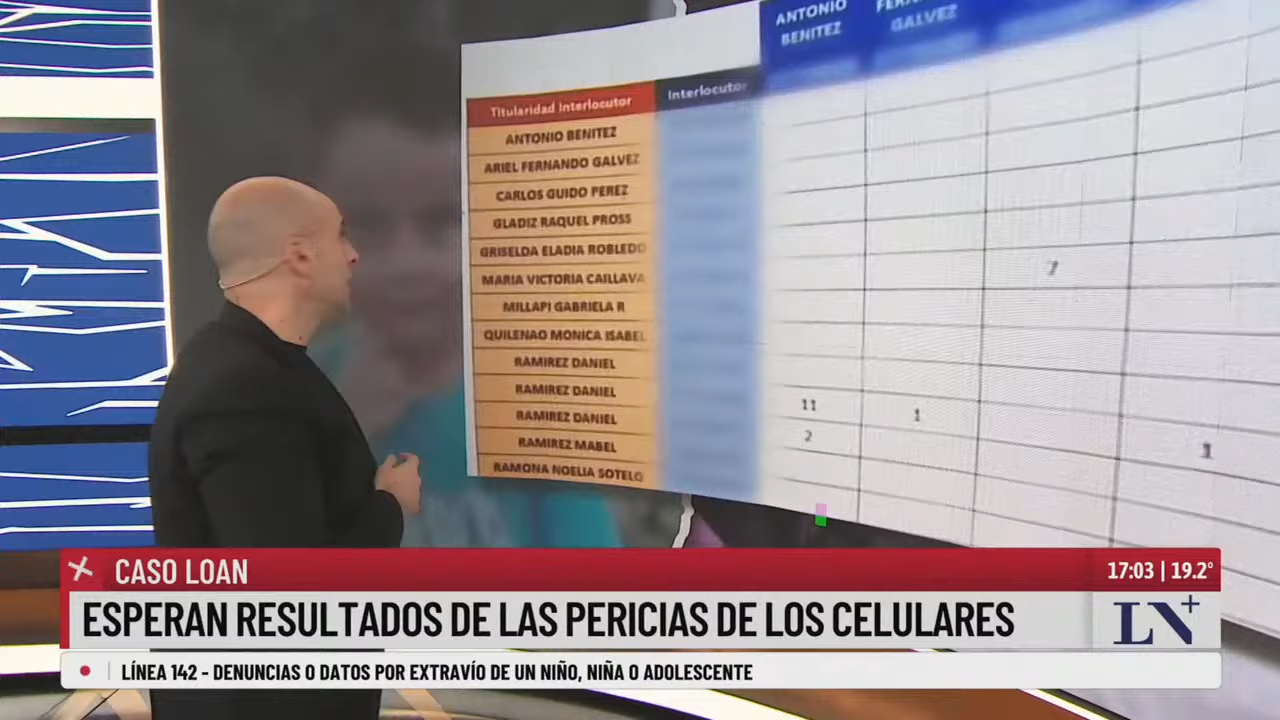 ANTONIO
BENITEZ
GALVEZ
Titularidad Interlocutor
Interlocutor
ANTONIO BENITEZ
ARIEL FERNANDO GALVEZ
CARLOS GUIDO PEREZ
GLADIZ RAQUEL PROSS
GRISELDA ELADIA ROBLEDO
MARIA VICTORIA CAILLAVA
7
MILLAPI GABRIELA R
QUILENAO MONICA ISABEL
RAMIREZ DANIEL
RAMIREZ DANIEL
RAMIREZ DANIEL
11 1
RAMIREZ MABEL
2 1
RAMONA NOELIA SOTELO
CASO LOAN
17:03 | 19.2°
ESPERAN RESULTADOS DE LAS PERICIAS DE LOS CELULARES
LN+
LÍNEA 142 - DENUNCIAS O DATOS POR EXTRAVÍO DE UN NIÑO, NIÑA O ADOLESCENTE